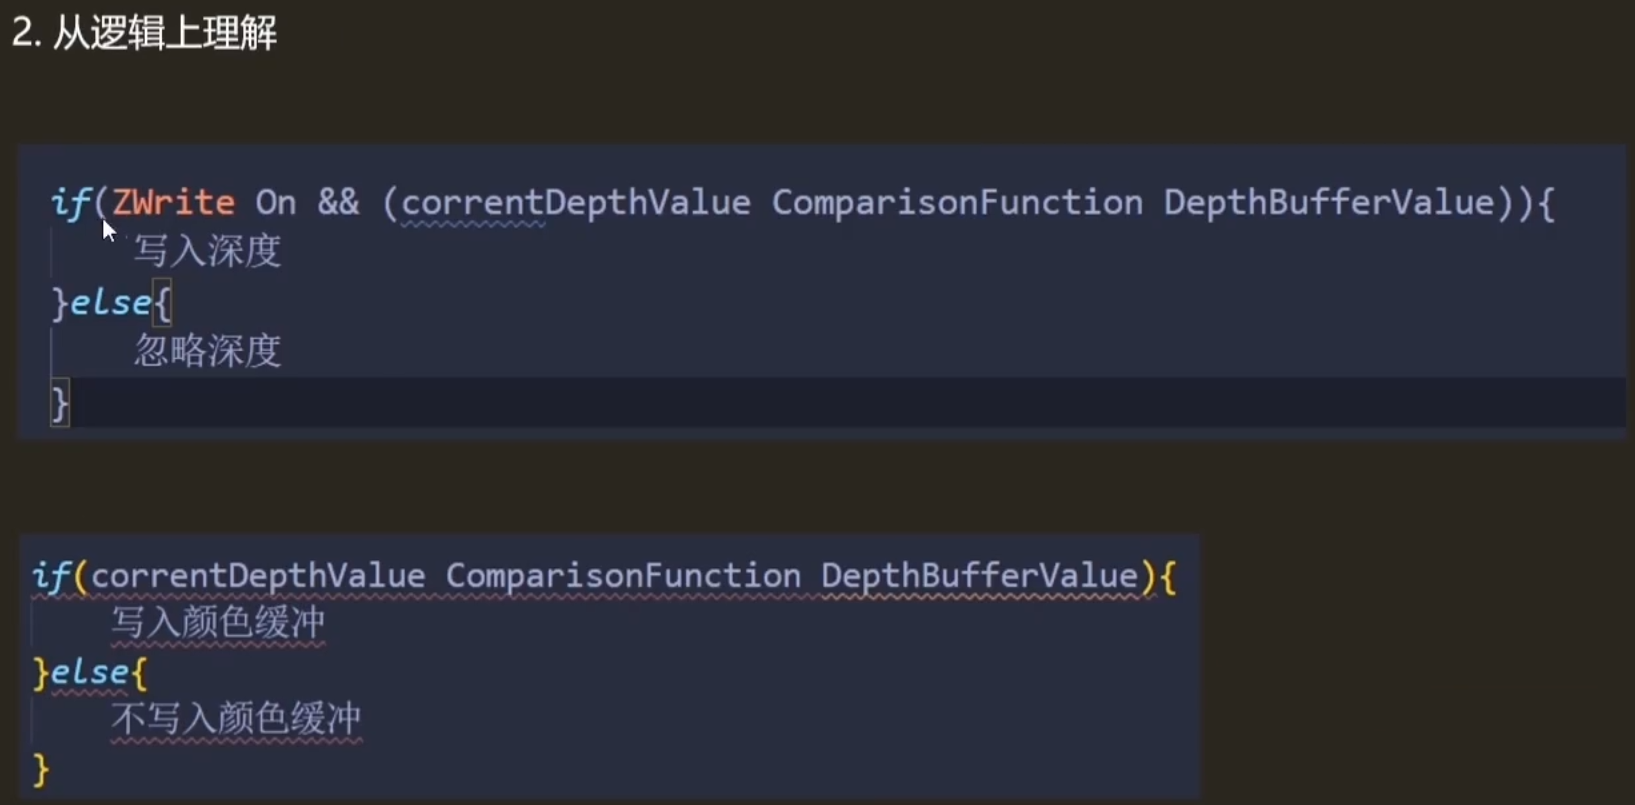 2. 从逻辑上理解
if(ZWrite On && (correntDepthValue ComparisonFunction DepthBufferValue)){
写入深度
}else{
忽略深度
}
if(correntDepthValue ComparisonFunction DepthBufferValue){
写入颜色缓冲
}else{
不写入颜色缓冲
}